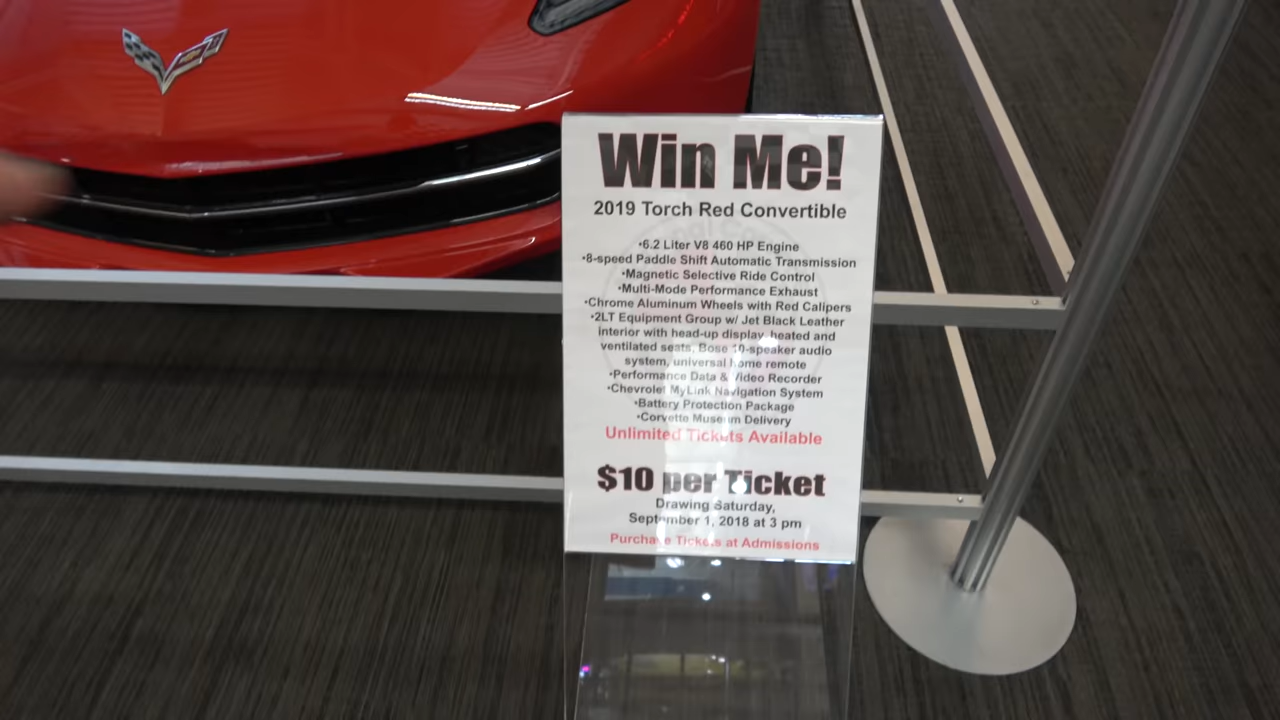 Win Me!
2019 Torch Red Convertible
•6.2 Liter V8 460 HP Engine
•8-speed Paddle Shift Automatic Transmission
•Magnetic Selective Ride Control
•Multi-Mode Performance Exhaust
•Chrome Aluminum Wheels with Red Calipers
•2LT Equipment Group w/ Jet Black Leather
interior with head-up display, heated and
ventilated seats, Bose 10-speaker audio
system, universal home remote
•Performance Data & Video Recorder
•Chevrolet MyLink Navigation System
•Battery Protection Package
•Corvette Museum Delivery
Unlimited Tickets Available
$10 per Ticket
Drawing Saturday,
September 1, 2018 at 3 pm
Purchase Tickets at Admissions